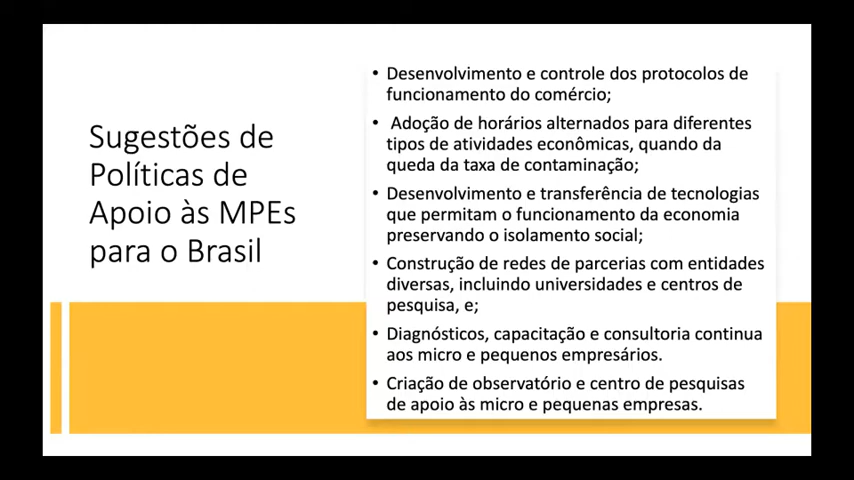 Sugestões de
Políticas de
Apoio às MPEs
para o Brasil
• Desenvolvimento e controle dos protocolos de
funcionamento do comércio;
• Adoção de horários alternados para diferentes
tipos de atividades econômicas, quando da
queda da taxa de contaminação;
• Desenvolvimento e transferência de tecnologias
que permitam o funcionamento da economia
preservando o isolamento social;
• Construção de redes de parcerias com entidades
diversas, incluindo universidades e centros de
pesquisa, e;
• Diagnósticos, capacitação e consultoria continua
aos micro e pequenos empresários.
• Criação de observatório e centro de pesquisas
de apoio às micro e pequenas empresas.